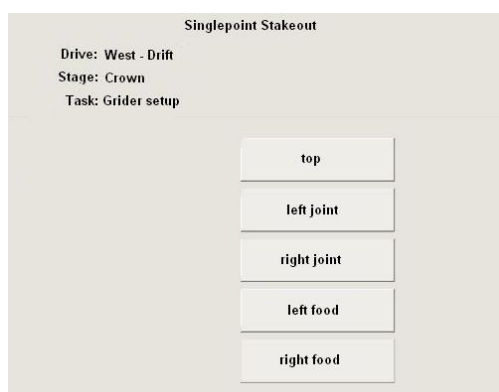 Singlepoint Stakeout
Drive: West - Drift
Stage: Crown
Task: Grider setup
top
left joint
right joint
left food
right food